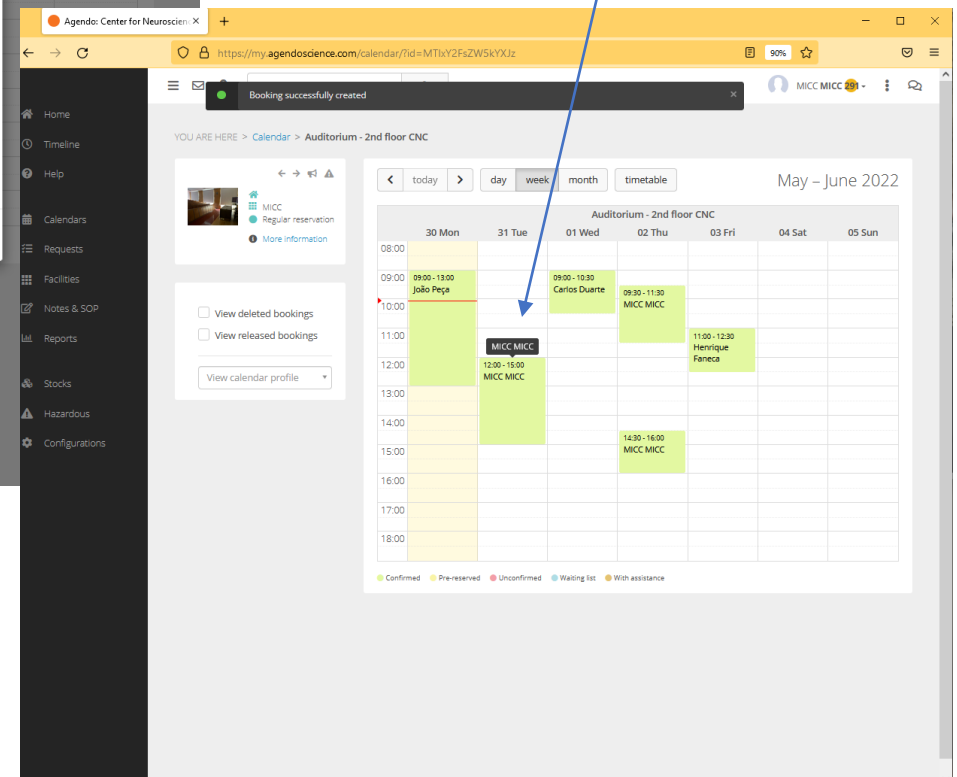 Agendo: Center for Neuroscien
https://my.agendoscience.com/calendar/?id=MTIxY2FsZW5kYXJz
90%
Booking successfully created
MICC MICC 291
Home
Timeline
Help
Calendars
Requests
Facilities
Notes & SOP
Reports
Stocks
Hazardous
Configurations
YOU ARE HERE > Calendar > Auditorium - 2nd floor CNC
MICC
Regular reservation
More information
View deleted bookings
View released bookings
View calendar profile
today
day
week
month
timetable
May – June 2022
Auditorium - 2nd floor CNC
30 Mon 31 Tue 01 Wed 02 Thu 03 Fri 04 Sat 05 Sun
08:00
09:00
10:00
11:00
12:00
13:00
14:00
15:00
16:00
17:00
18:00
09:00 - 13:00
João Peça
MICC MICC
12:00 - 15:00
MICC MICC
09:00 - 10:30
Carlos Duarte
09:30 - 11:30
MICC MICC
14:30 - 16:00
MICC MICC
11:00 - 12:30
Henrique
Faneca
Confirmed Pre-reserved Unconfirmed Waiting list With assistance